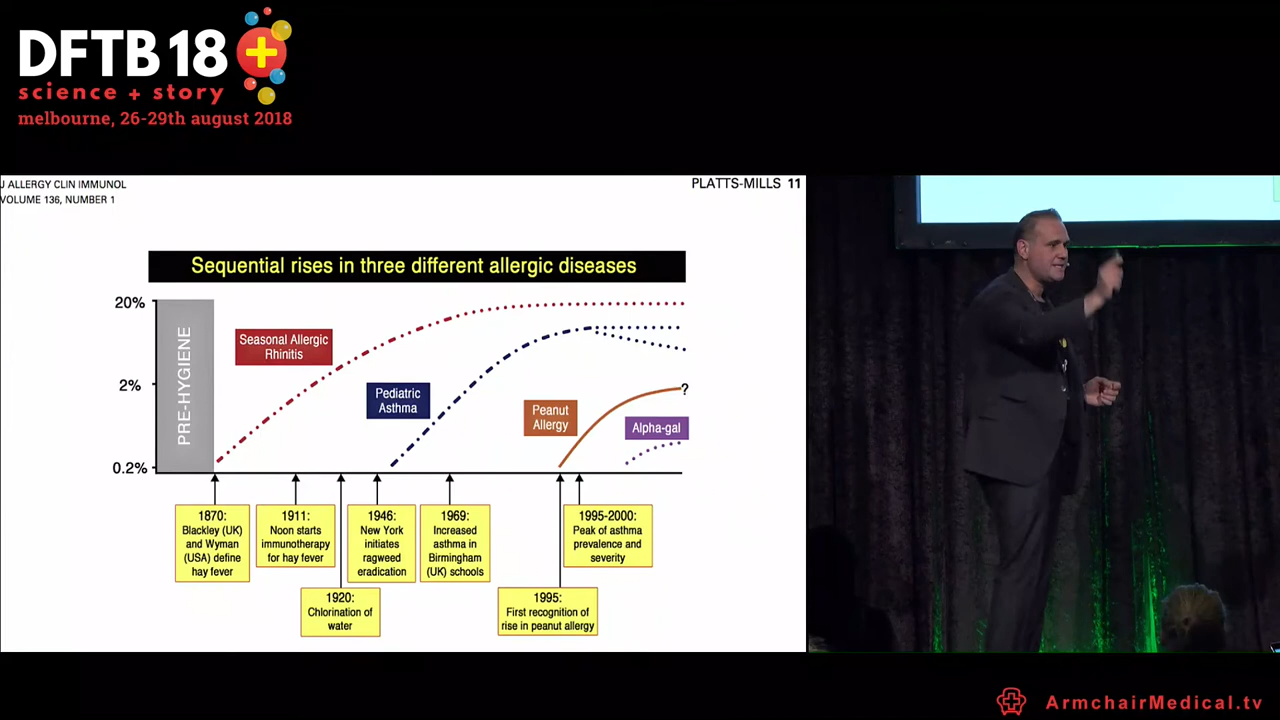 DFTB 18
science + story
melbourne, 26-29th august 2018
J ALLERGY CLIN IMMUNOL
VOLUME 136, NUMBER 1
PLATTS-MILLS 11
Sequential rises in three different allergic diseases
20%
2%
0.2%
PRE-HYGIENE
Seasonal Allergic
Rhinitis
Pediatric
Asthma
Peanut
Allergy
?
Alpha-gal
1870:
Blackley (UK)
and Wyman
(USA) define
hay fever
1911:
Noon starts
immunotherapy
for hay fever
1920:
Chlorination of
water
1946:
New York
initiates
ragweed
eradication
1969:
Increased
asthma in
Birmingham
(UK) schools
1995:
First recognition of
rise in peanut allergy
1995-2000:
Peak of asthma
prevalence and
severity
ArmchairMedical.tv